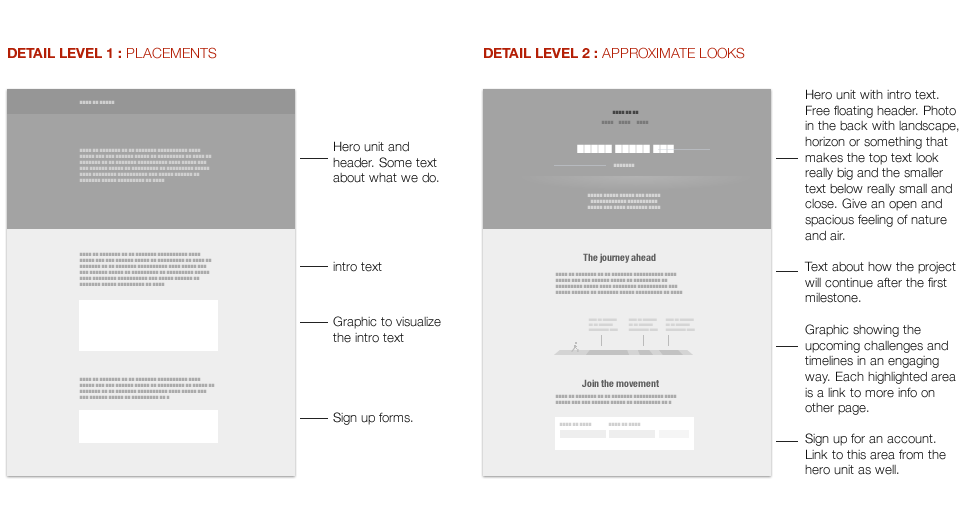 DETAIL LEVEL 1 : PLACEMENTS
Hero unit and
header. Some text
about what we do.
intro text
Graphic to visualize
the intro text
Sign up forms.
DETAIL LEVEL 2 : APPROXIMATE LOOKS
The journey ahead
Join the movement
Hero unit with intro text.
Free floating header. Photo
in the back with landscape,
horizon or something that
makes the top text look
really big and the smaller
text below really small and
close. Give an open and
spacious feeling of nature
and air.
Text about how the project
will continue after the first
milestone.
Graphic showing the
upcoming challenges and
timelines in an engaging
way. Each highlighted area
is a link to more info on
other page.
Sign up for an account.
Link to this area from the
hero unit as well.